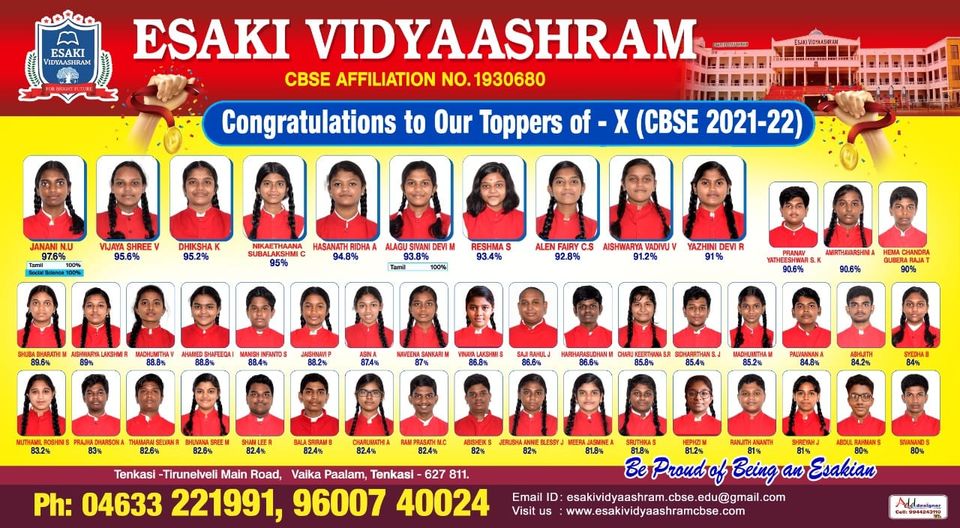 ESAKI
VIDYAASHRAM
FOR BRIGHT FUTURE
ESAKI VIDYAASHRAM
CBSE AFFILIATION NO. 1930680
ESAKI VIDYAASHRAM
Congratulations to Our Toppers of - X (CBSE 2021-22)
JANANI N.U
97.6%
Tamil 100%
Social Science 100%
VIJAYA SHREE V
95.6%
DHIKSHA K
95.2%
NIKAETHAANA
SUBALAKSHMI C
95%
HASANATH RIDHA A
94.8%
ALAGU SIVANI DEVI M
93.8%
Tamil 100%
RESHMA S
93.4%
ALEN FAIRY C.S
92.8%
AISHWARYA VADIVU V
91.2%
YAZHINI DEVI R
91%
PRANAV
YATHEESHWAR S. K
90.6%
AMIRTHAVARSHINI A
90.6%
HEMA CHANDRA
GUBERA RAJA T
90%
SHUBA BHARATHI M
89.6%
AISHWARYA LAKSHMI R
89%
MADHUMITHA V
88.8%
AHAMED SHAFEEQA I
88.8%
MANISH INFANTO S
88.4%
JAISHNAVI P
88.2%
ASIN A
87.4%
NAVEENA SANKARI M
87%
VINAYA LAKSHMI S
86.8%
SAJI RAHUL J
86.6%
HARIHARASUDHAN M
86.6%
CHARU KEERTHANA S.R
85.8%
SIDHARRTHAN S. J
85.4%
MADHUMITHA M
85.2%
PALVANNAN A
84.8%
ABHIJITH
84.2%
SYEDHA B
84%
MUTHAMIL ROSHINI S
83.2%
PRAJHA DHARSON A
83%
THAMARAI SELVAN R
82.6%
BHUVANA SREE M
82.6%
SHAM LEE R
82.4%
BALA SRIRAM B
82.4%
CHARUMATHI A
82.4%
RAM PRASATH M.C
82.4%
ABISHEIK S
82%
JERUSHA ANNIE BLESSY J
82%
MEERA JASMINE A
81.8%
SRUTHIKA S
81.8%
HEPHZI M
81.2%
RANJITH ANANTH
81%
SHREYAH J
81%
ABDUL RAHMAN S
80%
SIVANAND S
80%
Be Proud of Being an Esakian
Tenkasi -Tirunelveli Main Road, Vaika Paalam, Tenkasi - 627 811.
Ph: 04633 221991, 96007 40024
Email ID : esakividyaashram.cbse.edu@gmail.com
Visit us : www.esakividyaashramcbse.com
Add designer
Cell: 9944243110